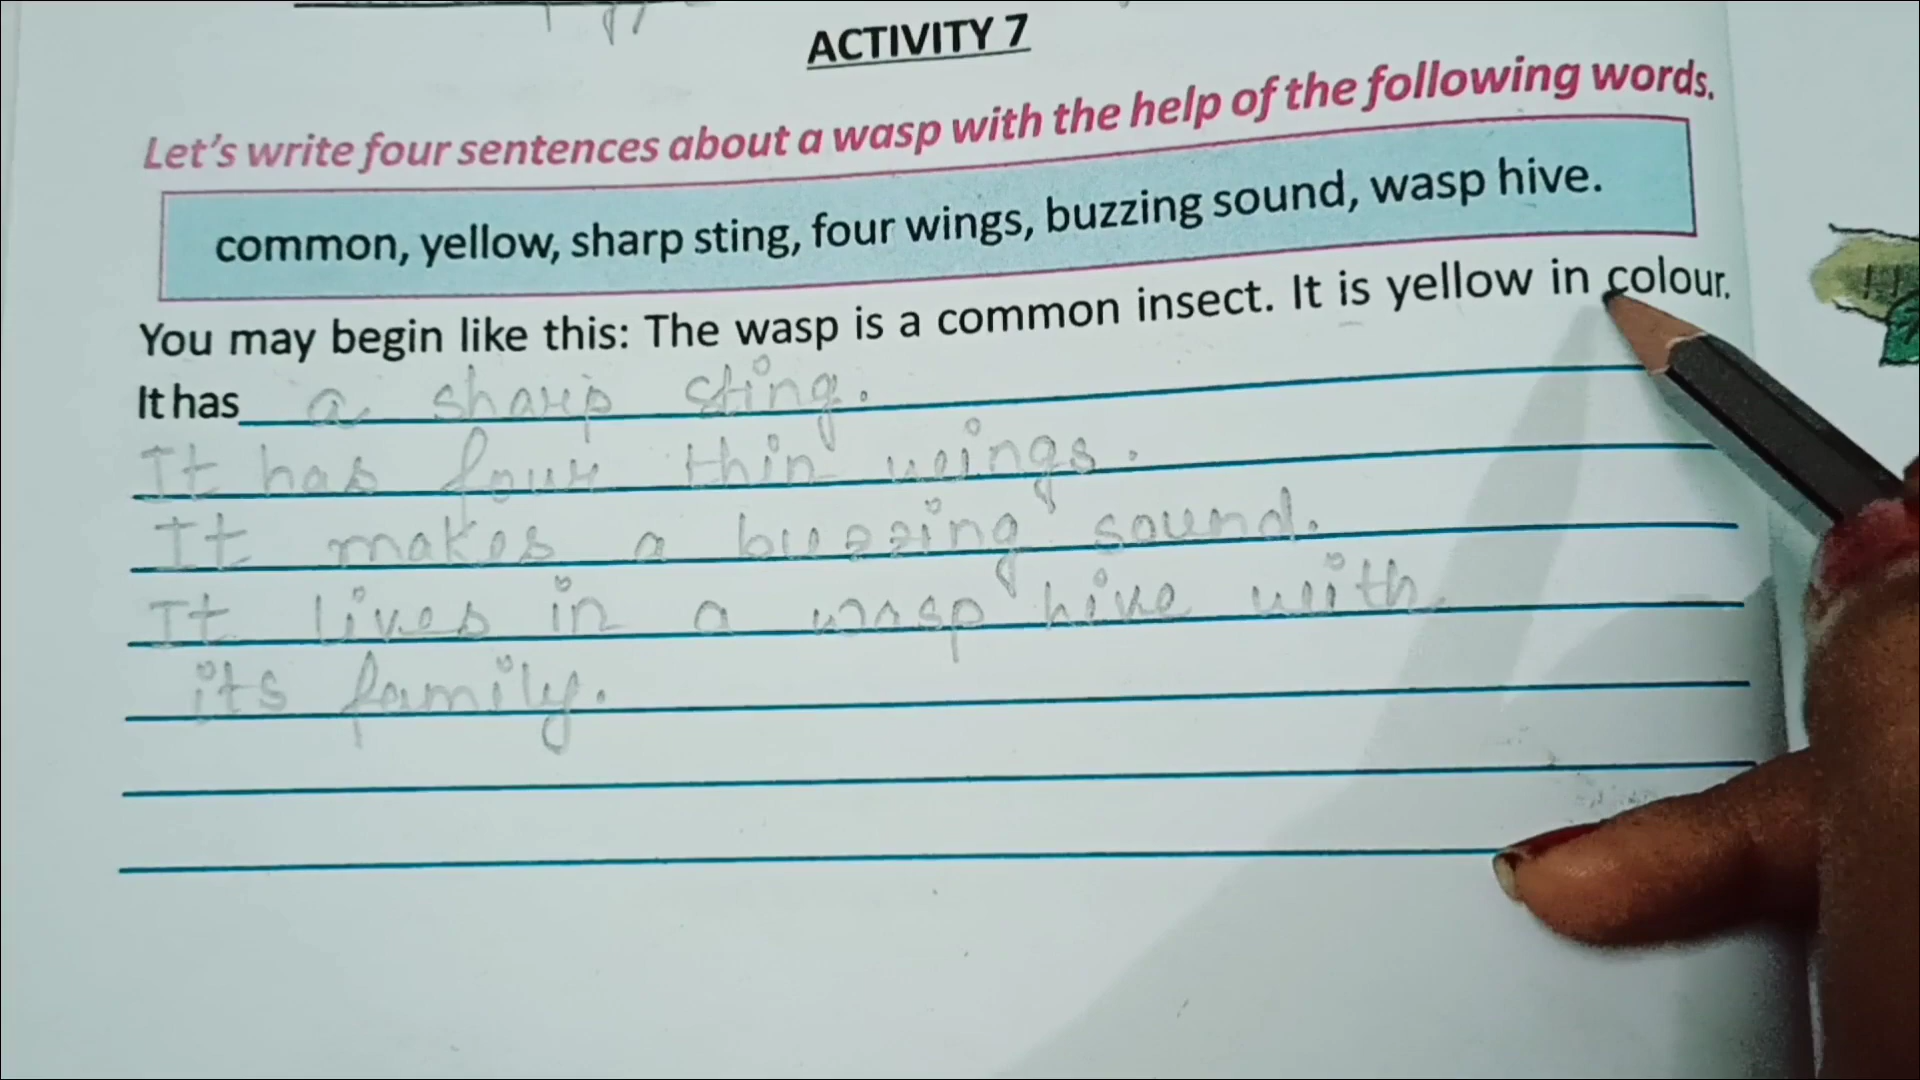 ACTIVITY 7
Let's write four sentences about a wasp with the help of the following words.
common, yellow, sharp sting, four wings, buzzing sound, wasp hive.
You may begin like this: The wasp is a common insect. It is yellow in colour.
It has a sharp sting.
It has four thin wings.
It makes a buzzing sound.
It lives in a wasp hive with
its family.